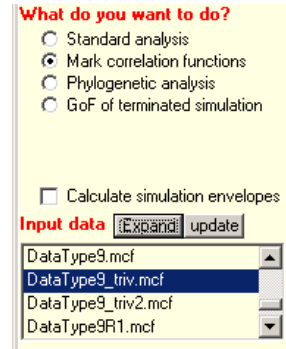 What do you want to do?
Standard analysis
Mark correlation functions
Phylogenetic analysis
GoF of terminated simulation
Calculate simulation envelopes
Input data Expand update
DataType9.mcf
DataType9_triv.mcf
DataType9_triv2.mcf
DataType9R1.mcf